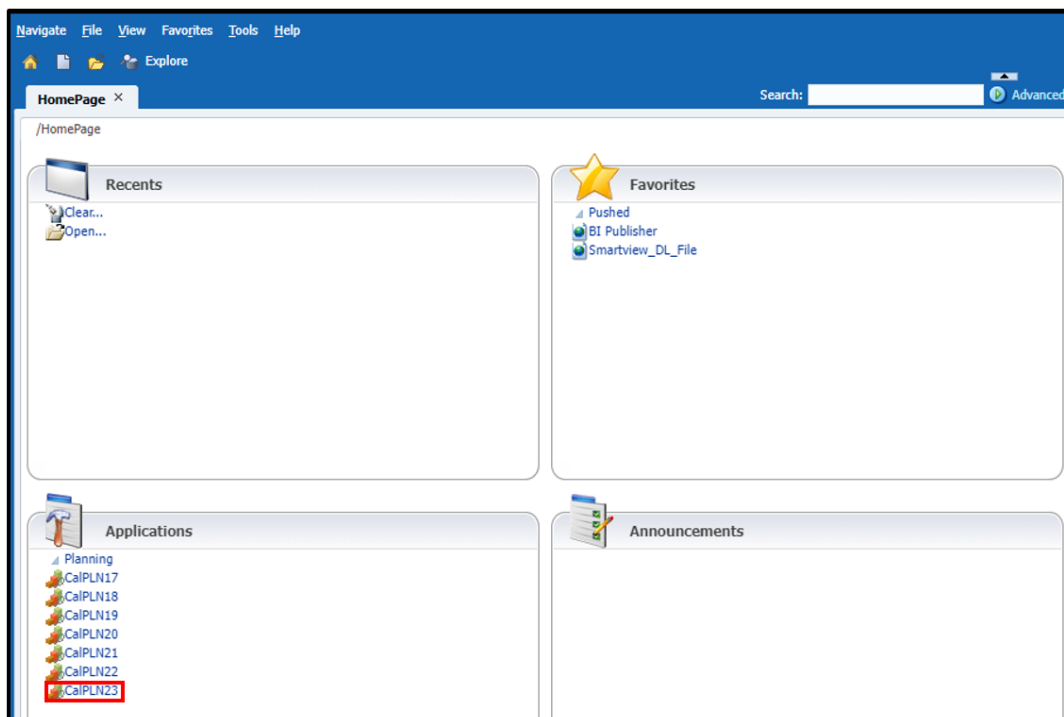 Navigate File View Favorites Tools Help
Explore
HomePage ×
Search:
Advanced
/HomePage
Recents
Clear...
Open...
Favorites
Pushed
BI Publisher
Smartview_DL_File
Applications
Planning
CalPLN17
CalPLN18
CalPLN19
CalPLN20
CalPLN21
CalPLN22
CalPLN23
Announcements